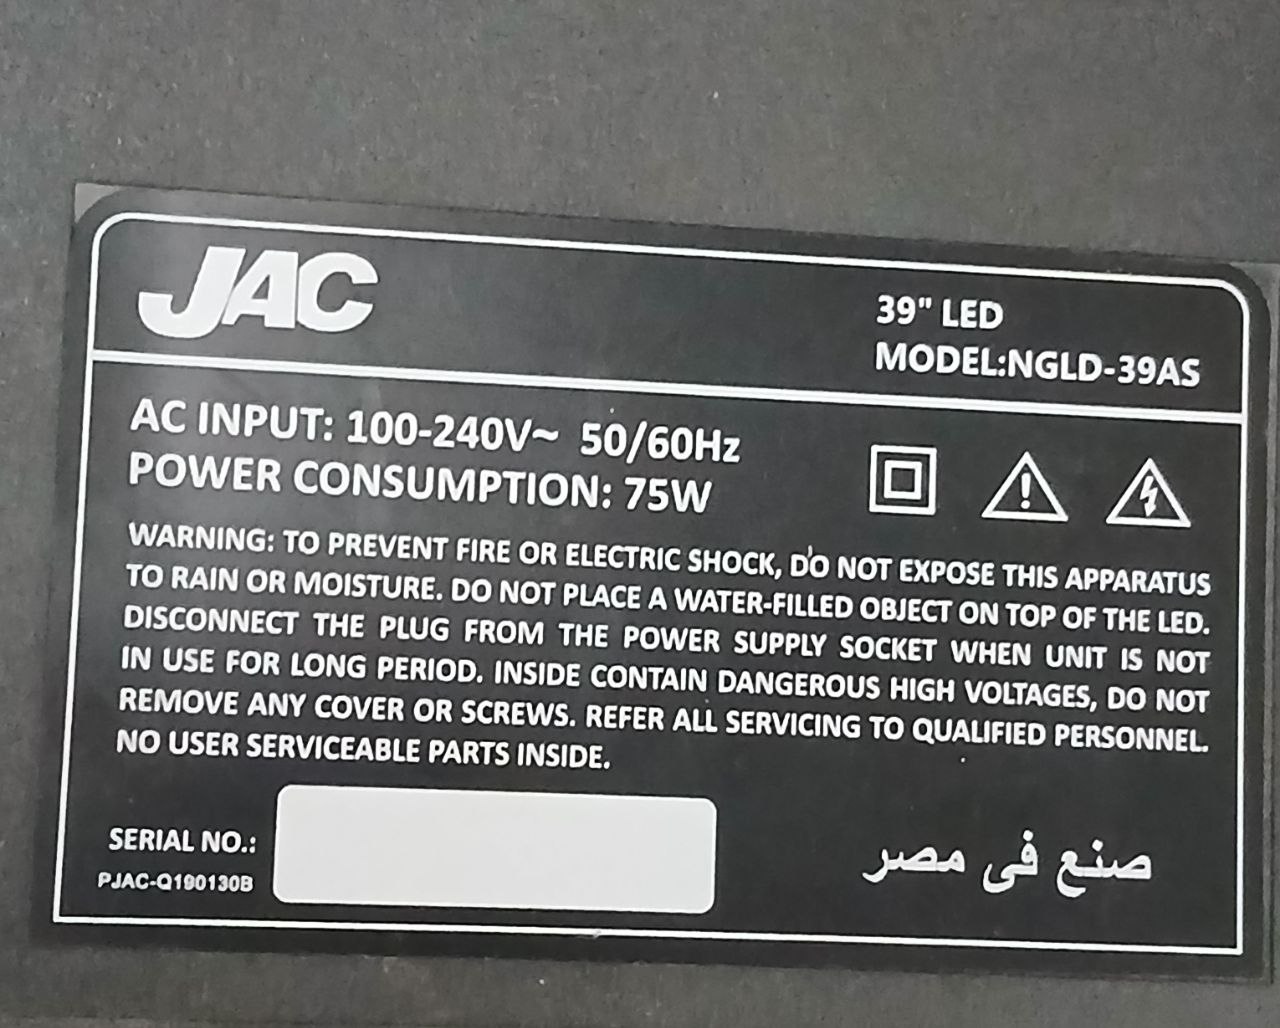 JAC
39" LED
MODEL:NGLD-39AS
AC INPUT: 100-240V~ 50/60Hz
POWER CONSUMPTION: 75W
WARNING: TO PREVENT FIRE OR ELECTRIC SHOCK, DO NOT EXPOSE THIS APPARATUS
TO RAIN OR MOISTURE. DO NOT PLACE A WATER-FILLED OBJECT ON TOP OF THE LED.
DISCONNECT THE PLUG FROM THE POWER SUPPLY SOCKET WHEN UNIT IS NOT
IN USE FOR LONG PERIOD. INSIDE CONTAIN DANGEROUS HIGH VOLTAGES, DO NOT
REMOVE ANY COVER OR SCREWS. REFER ALL SERVICING TO QUALIFIED PERSONNEL.
NO USER SERVICEABLE PARTS INSIDE.
SERIAL NO.:
PJAC-Q190130B
صنع فى مصر